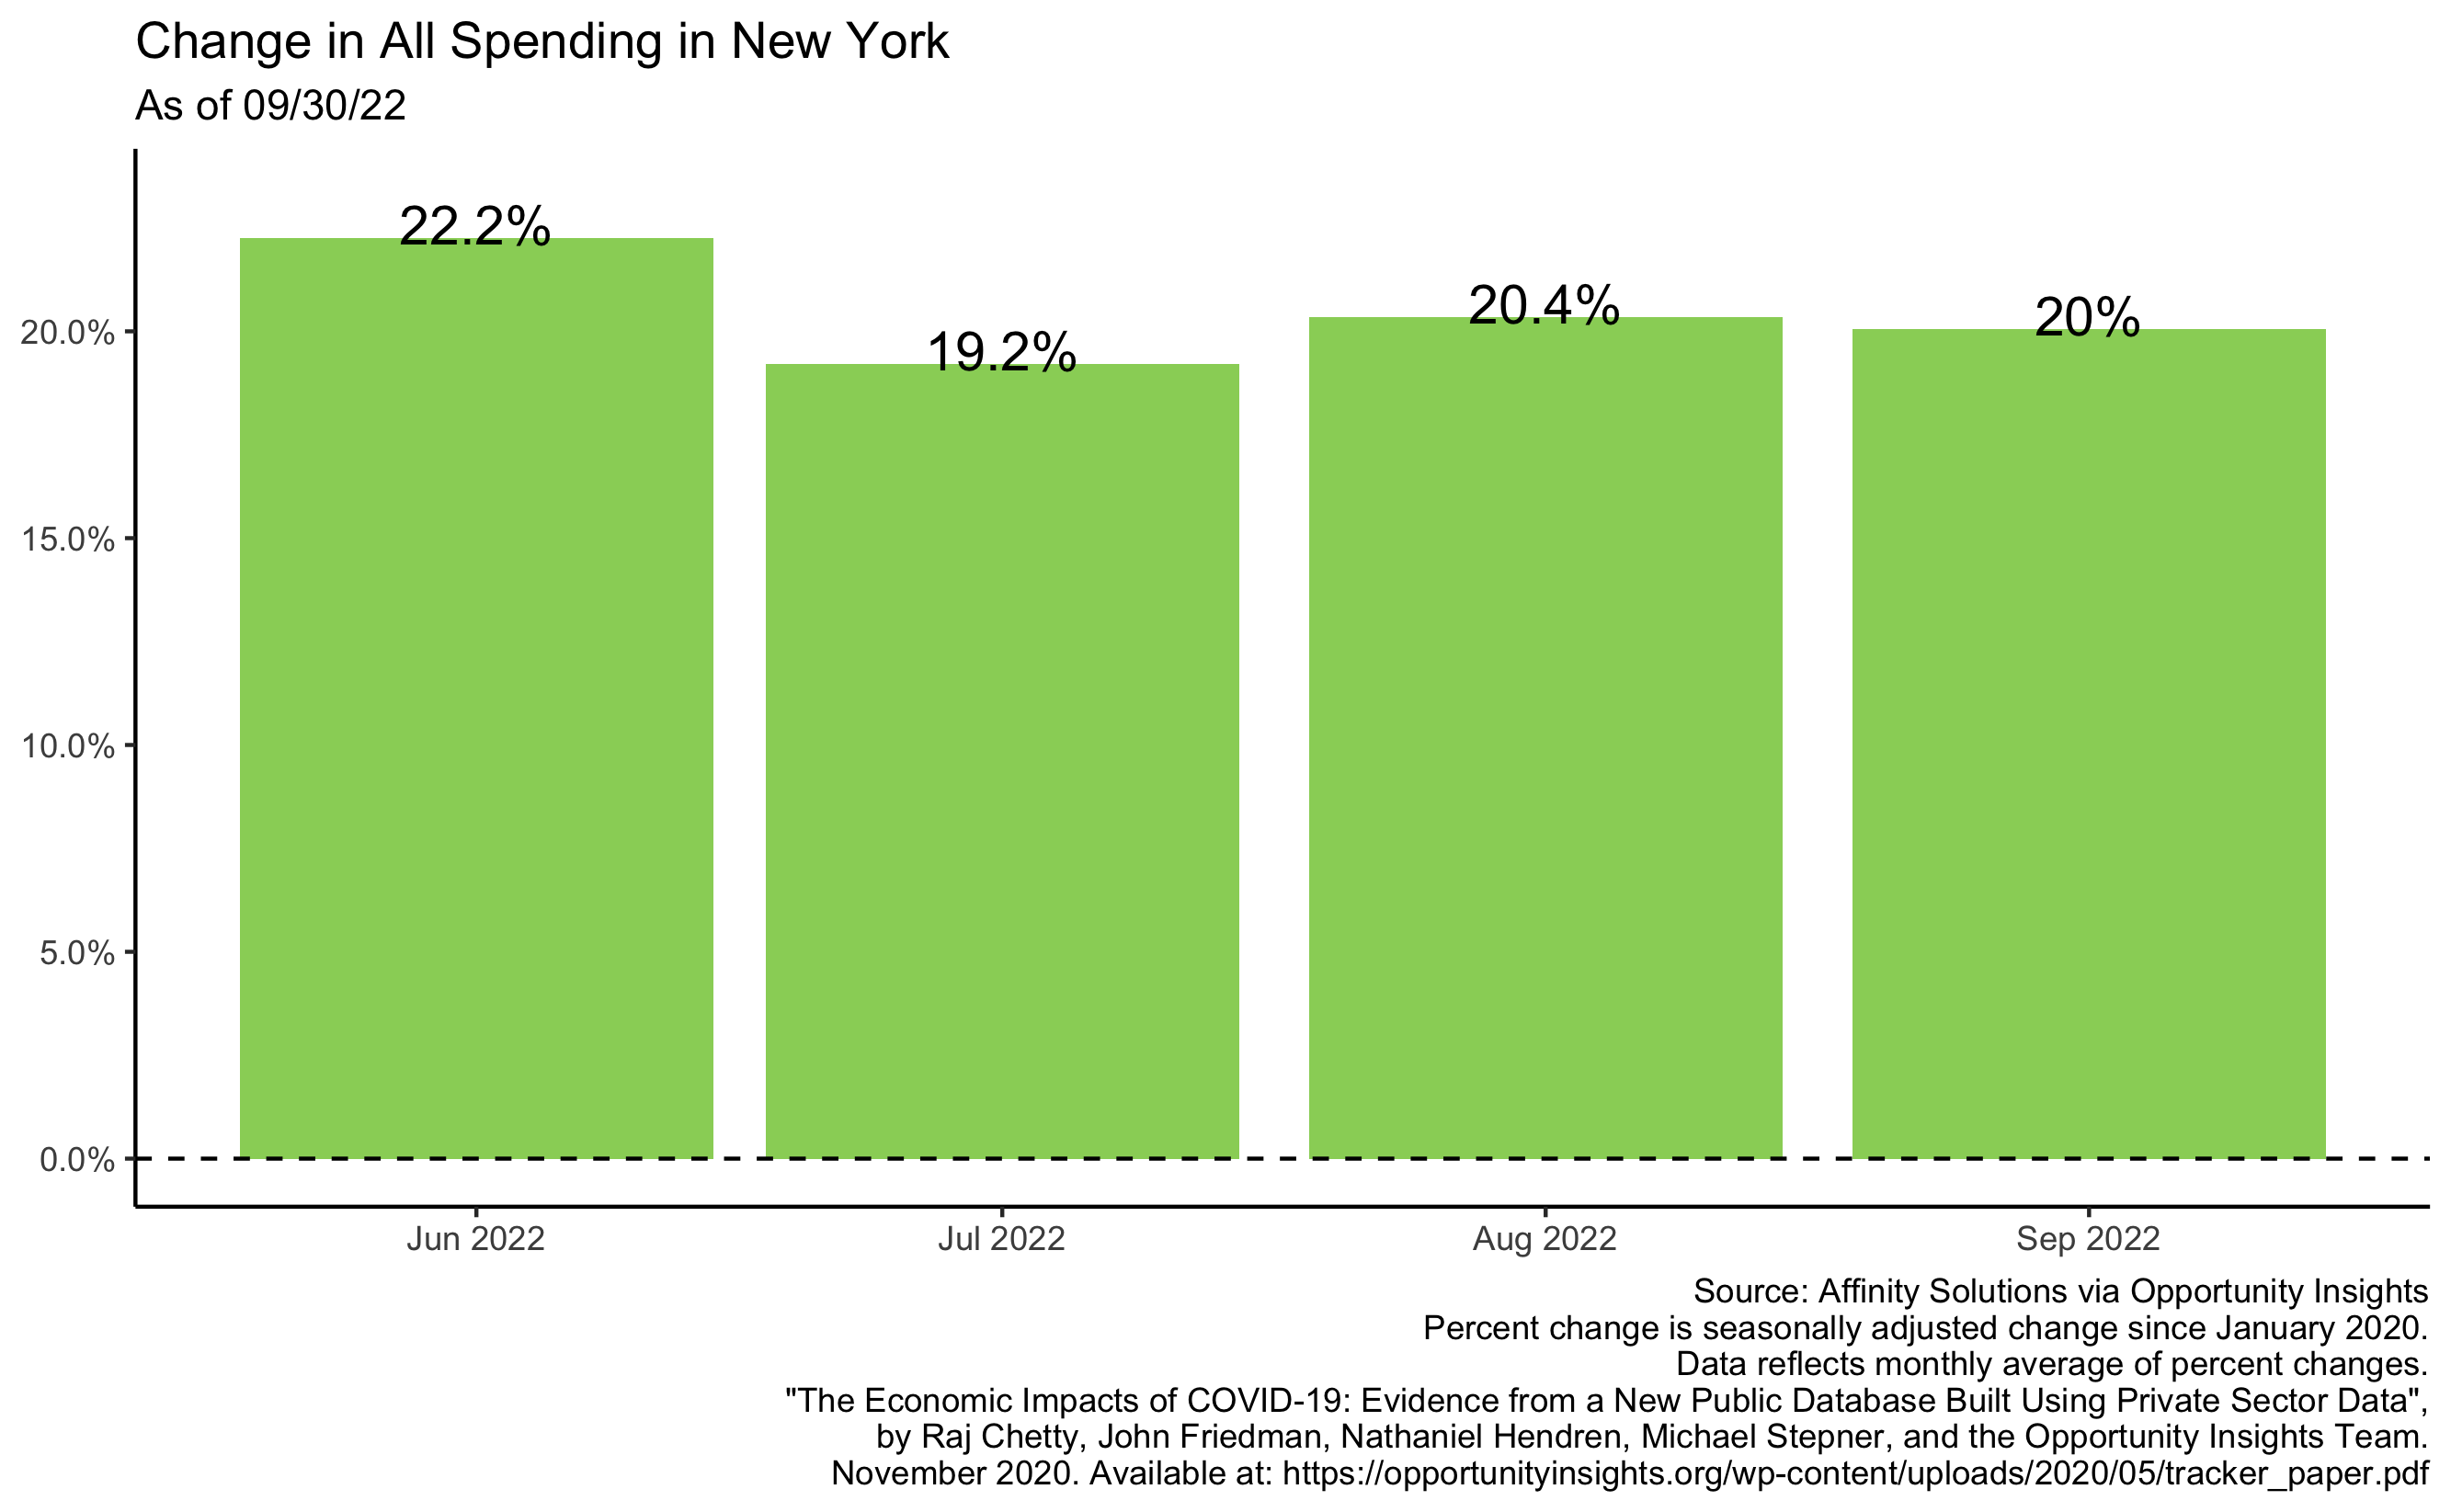 Change in All Spending in New York
As of 09/30/22
22.2%
19.2%
20.4%
20%
20.0%
15.0%
10.0%
5.0%
0.0%
Jun 2022
Jul 2022
Aug 2022
Sep 2022
Source: Affinity Solutions via Opportunity Insights
Percent change is seasonally adjusted change since January 2020.
Data reflects monthly average of percent changes.
"The Economic Impacts of COVID-19: Evidence from a New Public Database Built Using Private Sector Data",
by Raj Chetty, John Friedman, Nathaniel Hendren, Michael Stepner, and the Opportunity Insights Team.
November 2020. Available at: https://opportunityinsights.org/wp-content/uploads/2020/05/tracker_paper.pdf